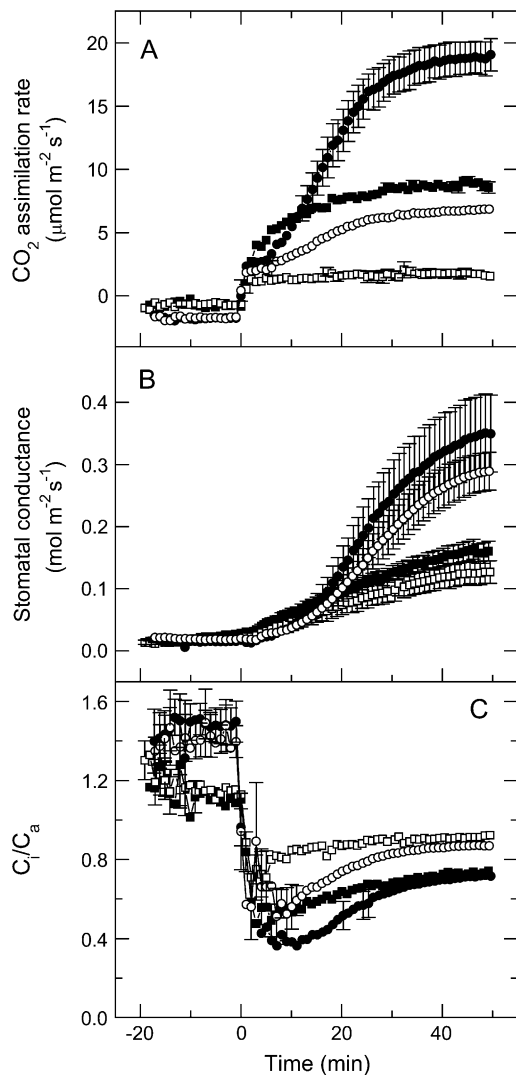 A
20
15
10
5
0
CO2 assimilation rate
(μmol m-2 s-1)
B
0.4
0.3
0.2
0.1
0.0
Stomatal conductance
(mol m-2 s-1)
C
1.6
1.2
0.8
0.4
0.0
Ci/Ca
-20 0 20 40
Time (min)